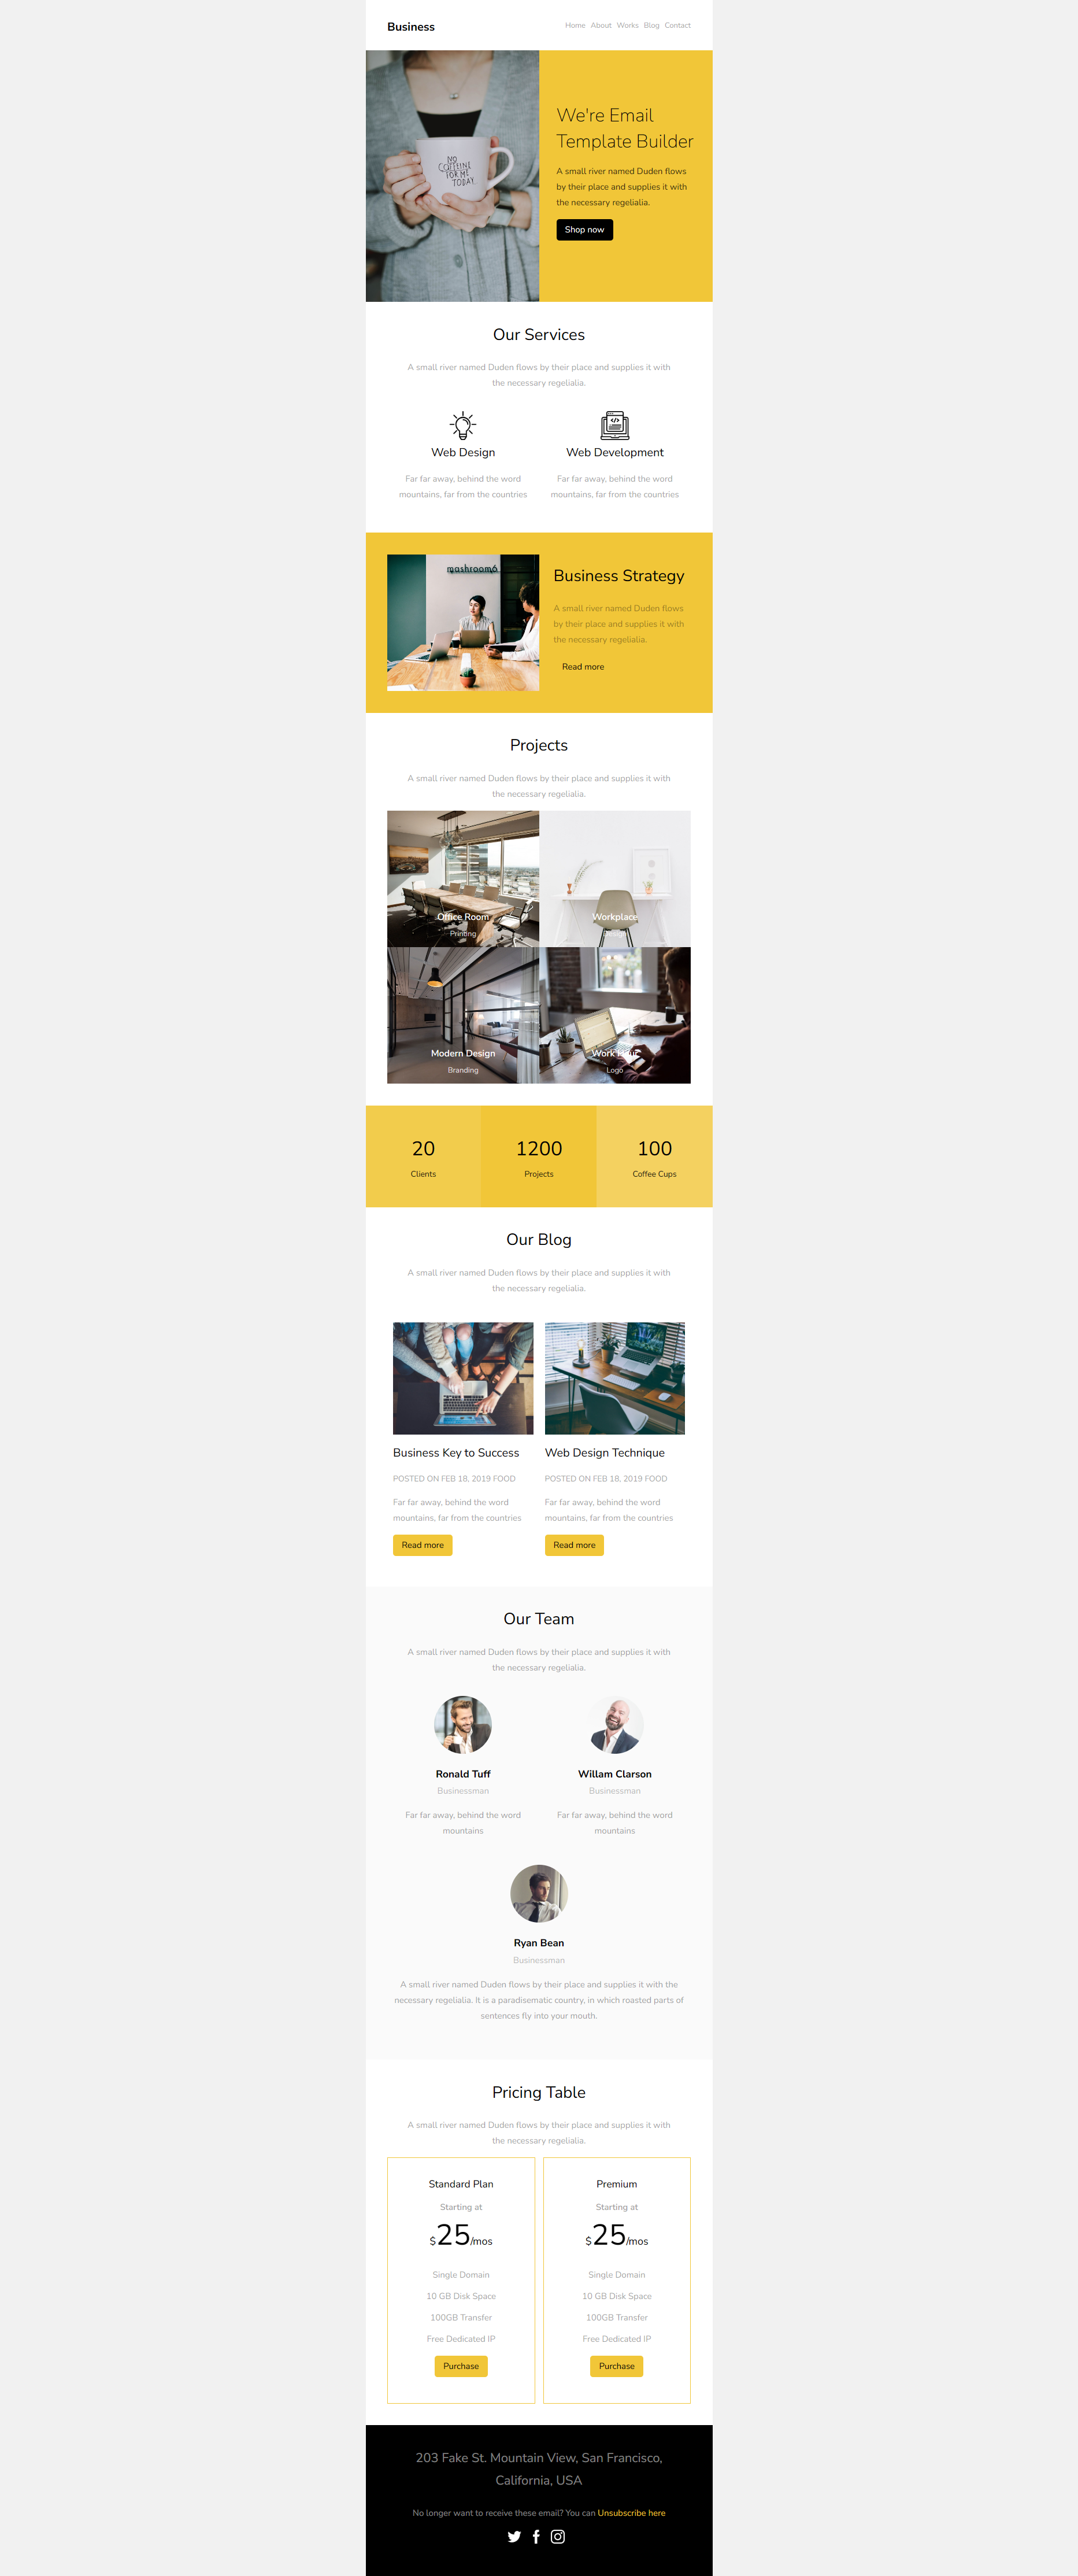 Business
Home About Works Blog Contact
NO
CAFFEINE
FOR ME
TODAY.
We're Email
Template Builder
A small river named Duden flows
by their place and supplies it with
the necessary regelialia.
Shop now
Our Services
A small river named Duden flows by their place and supplies it with
the necessary regelialia.
Web Design
Far far away, behind the word
mountains, far from the countries
Web Development
Far far away, behind the word
mountains, far from the countries
mashroom6
Business Strategy
A small river named Duden flows
by their place and supplies it with
the necessary regelialia.
Read more
Projects
A small river named Duden flows by their place and supplies it with
the necessary regelialia.
Office Room
Printing
Workplace
Design
Modern Design
Branding
Work Hour
Logo
20
Clients
1200
Projects
100
Coffee Cups
Our Blog
A small river named Duden flows by their place and supplies it with
the necessary regelialia.
Business Key to Success
POSTED ON FEB 18, 2019 FOOD
Far far away, behind the word
mountains, far from the countries
Read more
Web Design Technique
POSTED ON FEB 18, 2019 FOOD
Far far away, behind the word
mountains, far from the countries
Read more
Our Team
A small river named Duden flows by their place and supplies it with
the necessary regelialia.
Ronald Tuff
Businessman
Far far away, behind the word
mountains
Willam Clarson
Businessman
Far far away, behind the word
mountains
Ryan Bean
Businessman
A small river named Duden flows by their place and supplies it with the
necessary regelialia. It is a paradisematic country, in which roasted parts of
sentences fly into your mouth.
Pricing Table
A small river named Duden flows by their place and supplies it with
the necessary regelialia.
Standard Plan
Starting at
$25/mos
Single Domain
10 GB Disk Space
100GB Transfer
Free Dedicated IP
Purchase
Premium
Starting at
$25/mos
Single Domain
10 GB Disk Space
100GB Transfer
Free Dedicated IP
Purchase
203 Fake St. Mountain View, San Francisco,
California, USA
No longer want to receive these email? You can Unsubscribe here